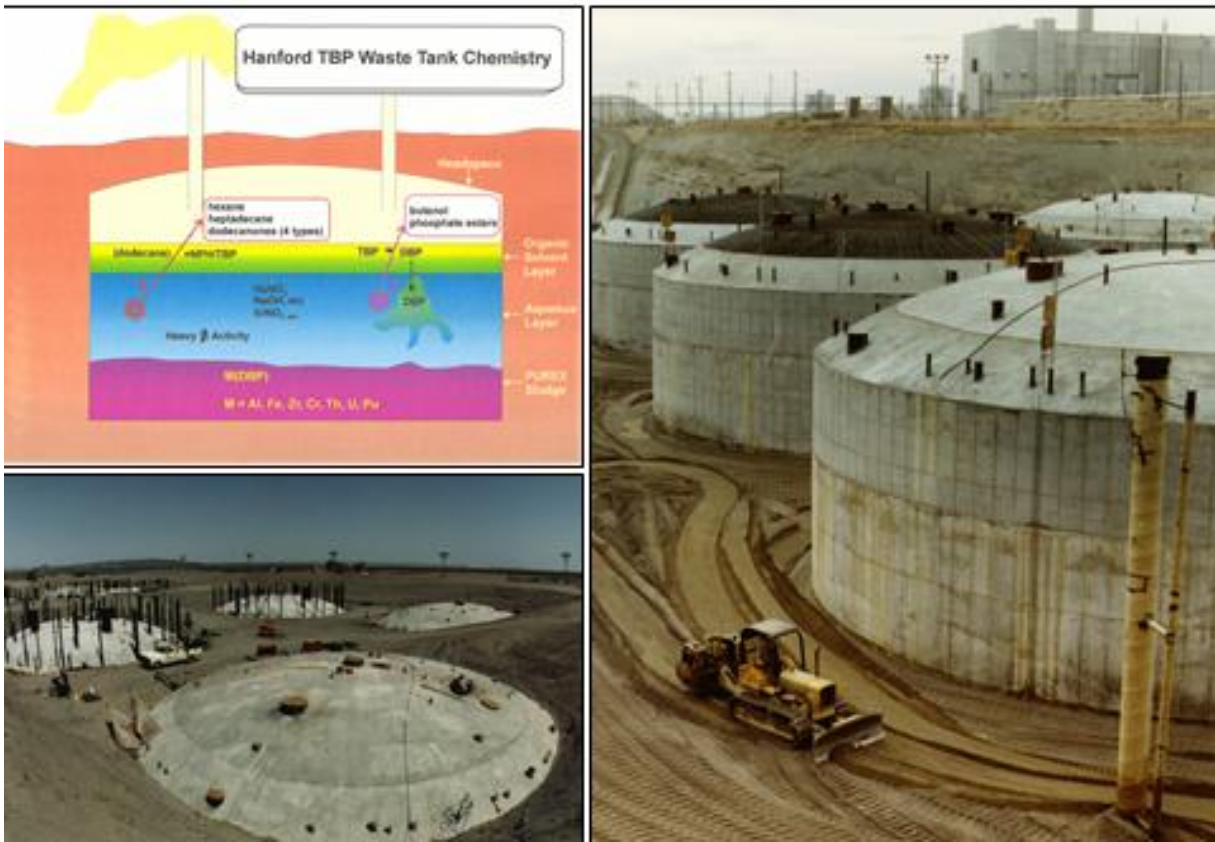 Hanford TBP Waste Tank Chemistry
Headspace
hexane
heptadecane
dodecanones (4 types)
butanol
phosphate esters
Organic
Solvent
Layer
(dodecane)
TBP
DBP
Aqueous
Layer
Heavy β Activity
PUREX
Sludge
M = Al, Fe, Zr, Cr, Th, U, Pu